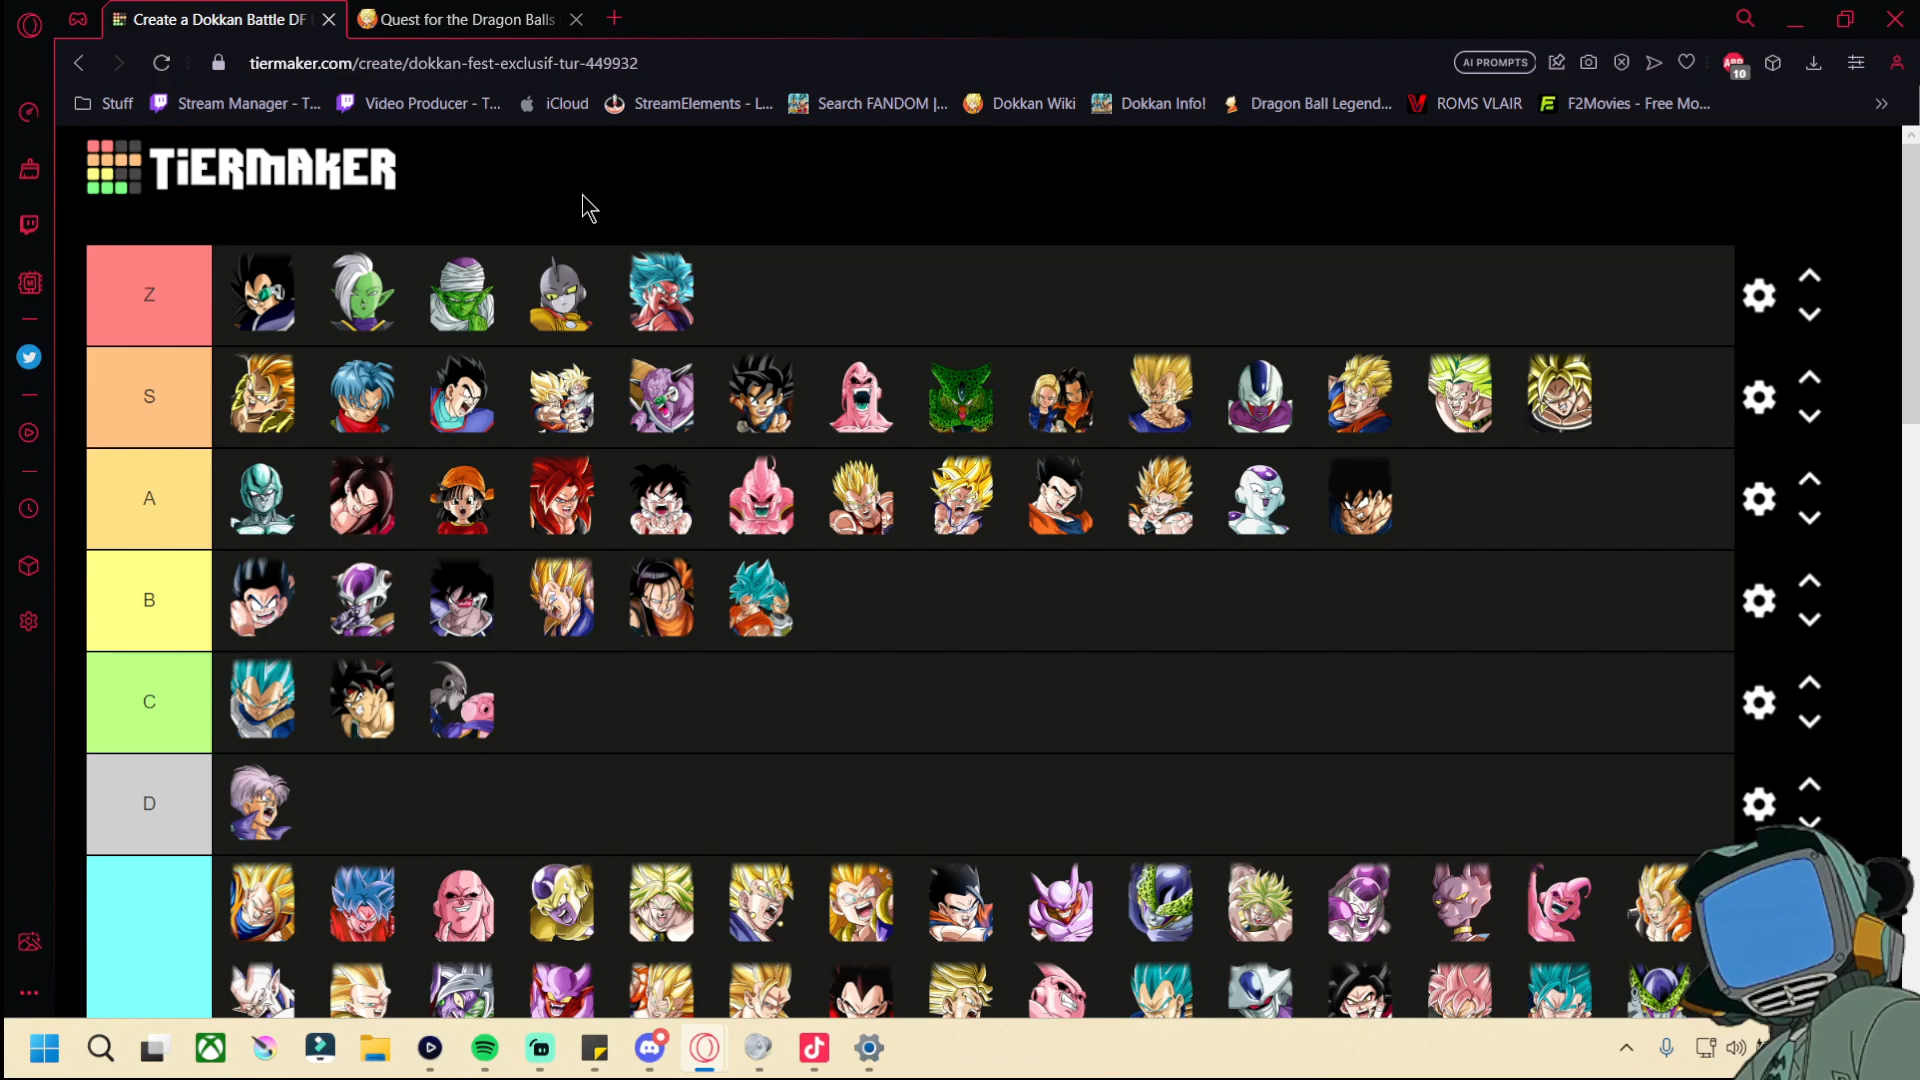 Create a Dokkan Battle DF
Quest for the Dragon Balls
tiermaker.com/create/dokkan-fest-exclusif-tur-449932
AI PROMPTS
ABP
10
Stuff
Stream Manager - T...
Video Producer - T...
iCloud
StreamElements - L...
Search FANDOM |...
Dokkan Wiki
Dokkan Info!
Dragon Ball Legend...
ROMS VLAIR
F2Movies - Free Mo...
TiERMAKER
Z
S
A
B
C
D